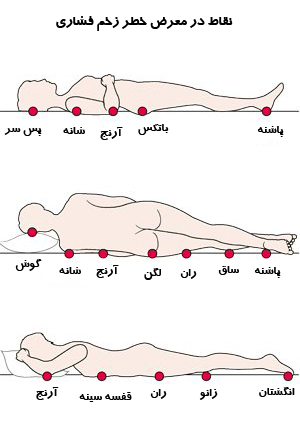 نقاط در معرض خطر زخم فشاری
پس سر شانه آرنج باتکس پاشنه
گوش شانه آرنج لگن ران ساق پاشنه
آرنج قفسه سینه ران زانو انگشتان